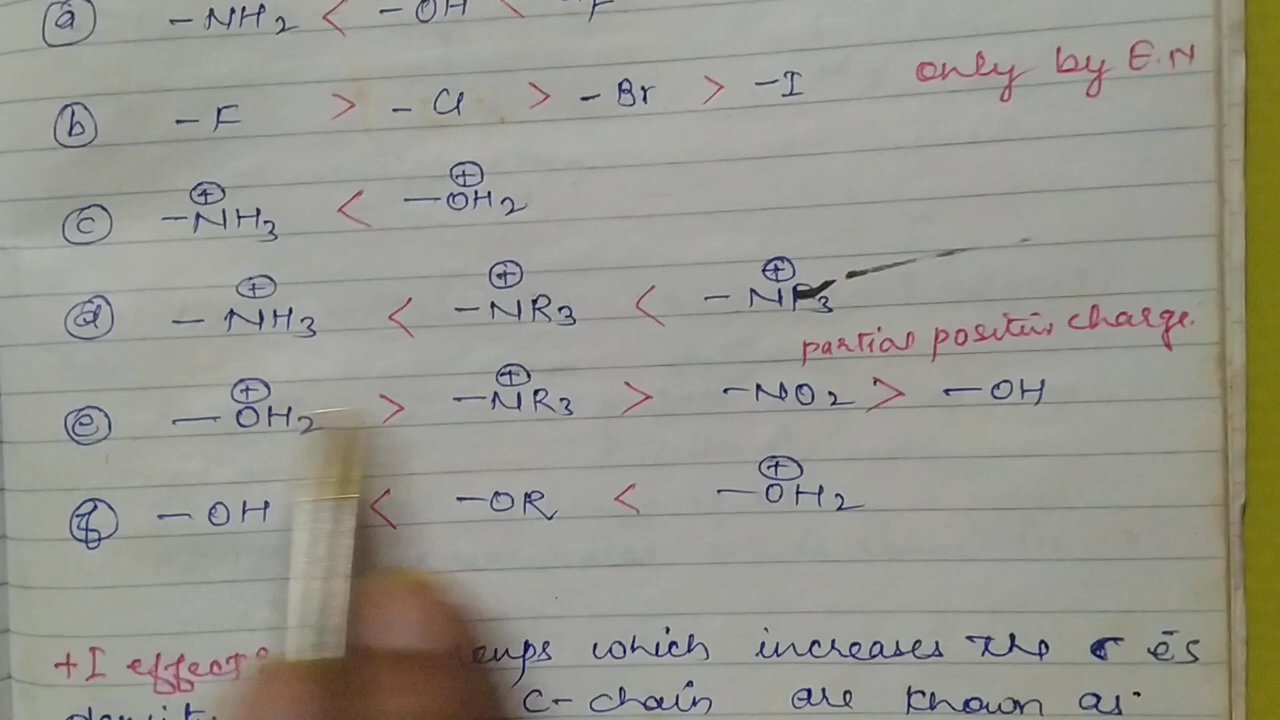 (a) -NH₂ < -OH < -F
only by E.N
(b) -F > -Cl > -Br > -I
(c) -N⊕H₃ < -O⊕H₂
(d) -N⊕H₃ < -N⊕R₃ < -N⊕F₃
partial positive charge.
(e) -O⊕H₂ > -N⊕R₃ > -NO₂ > -OH
(f) -OH < -OR < -O⊕H₂
+I effect which increases the σ ēs
C-chain are known as